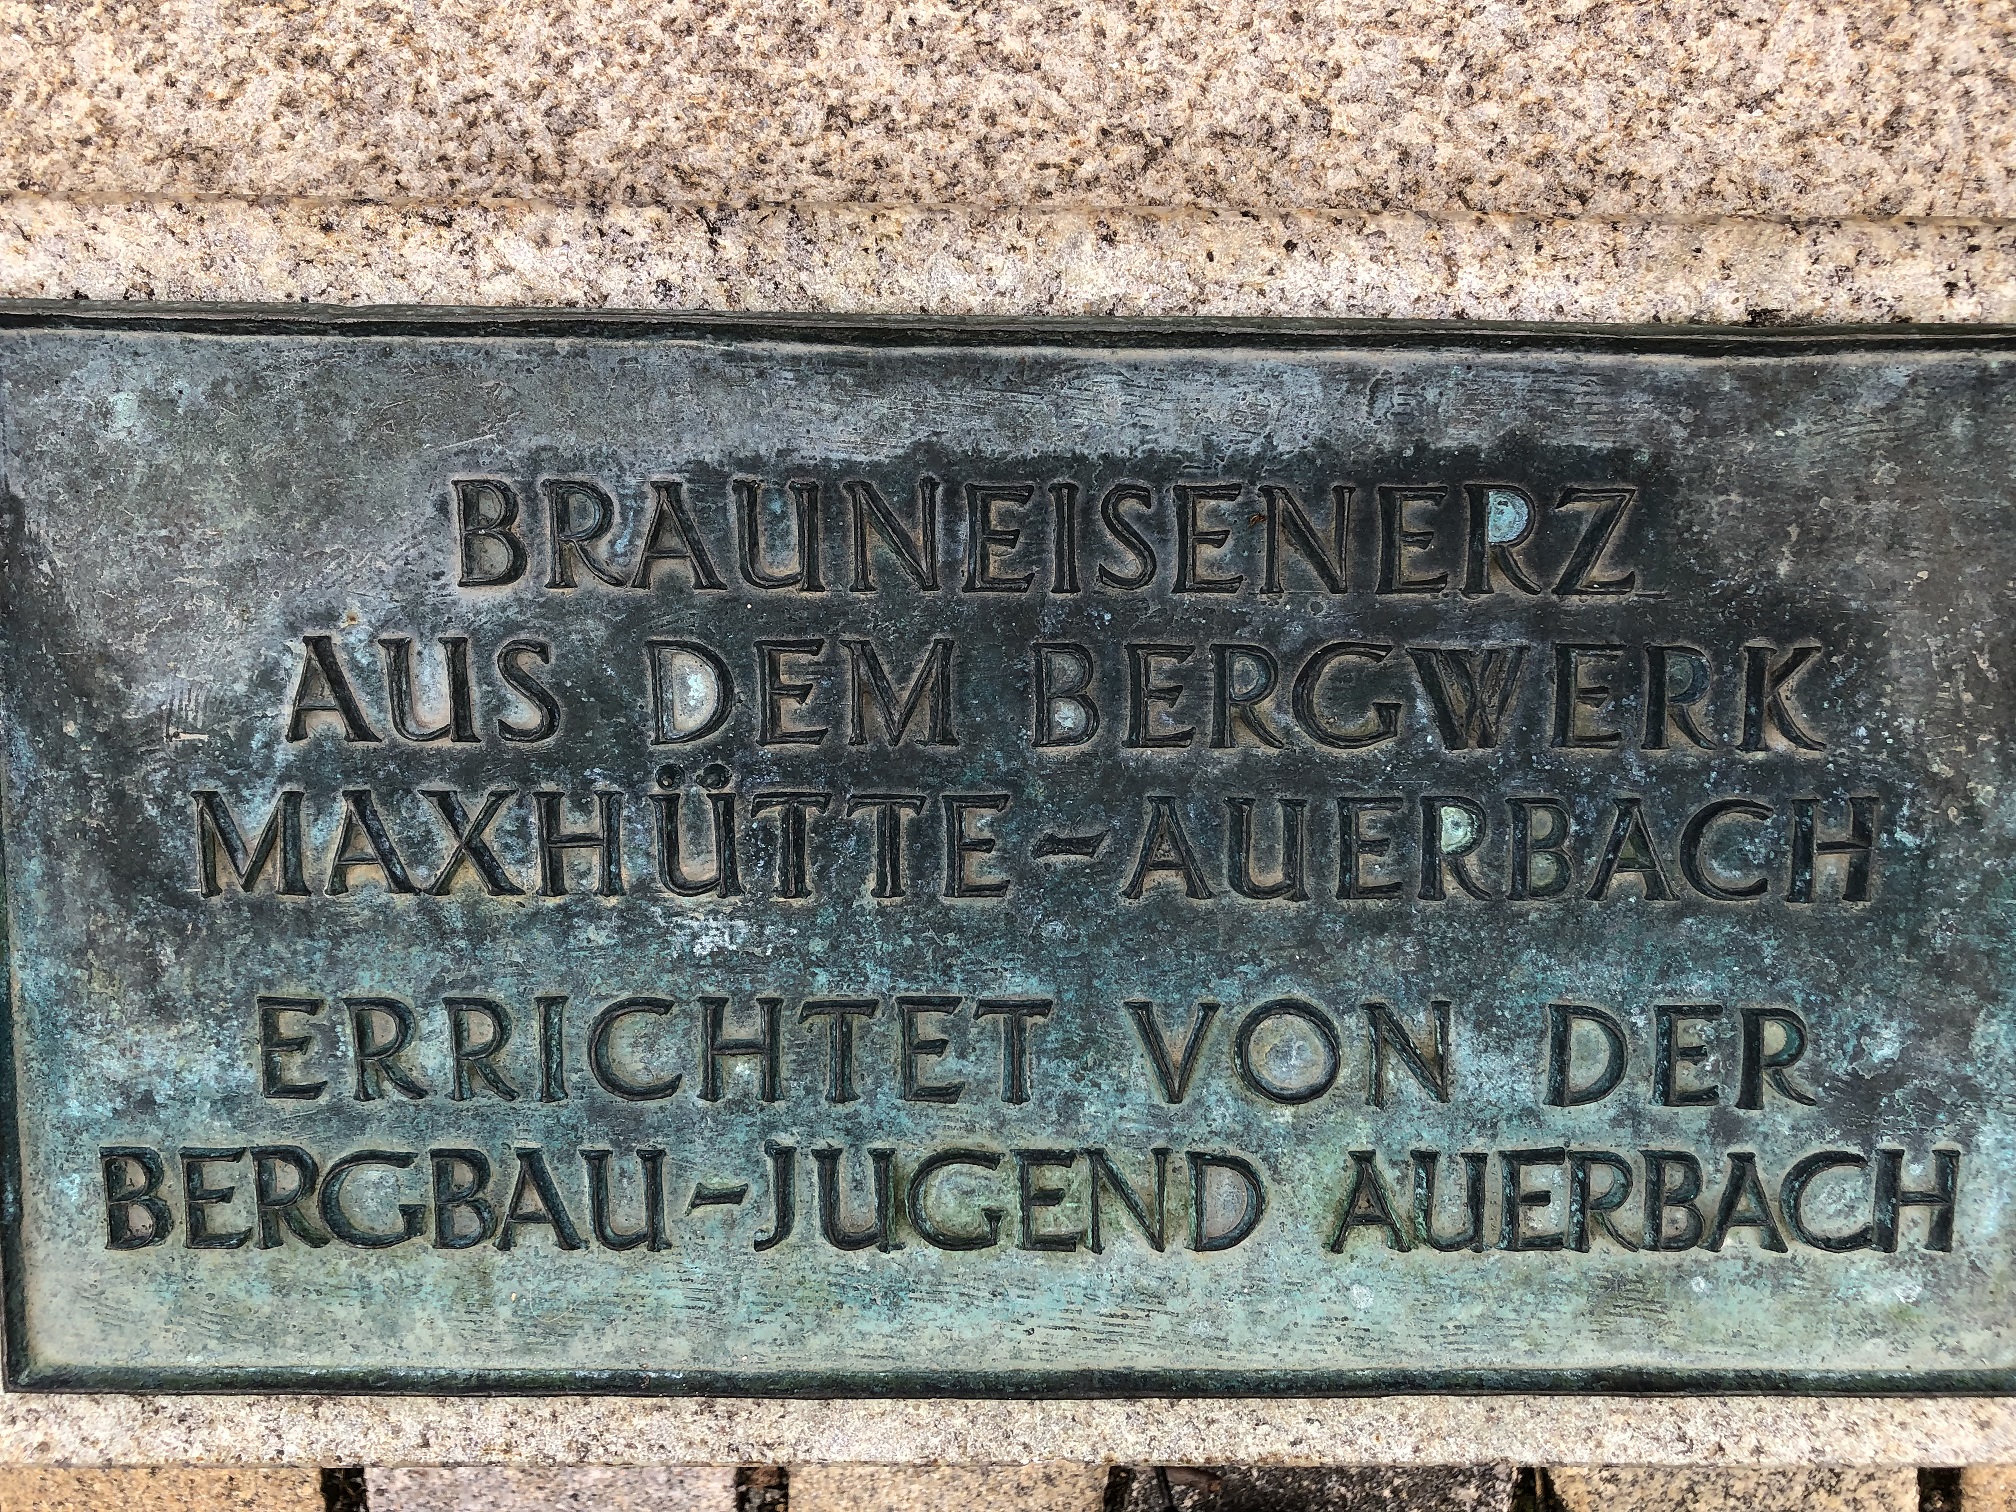 BRAUNEISENERZ
AUS DEM BERGWERK
MAXHÜTTE-AUERBACH
ERRICHTET VON DER
BERGBAU-JUGEND AUERBACH